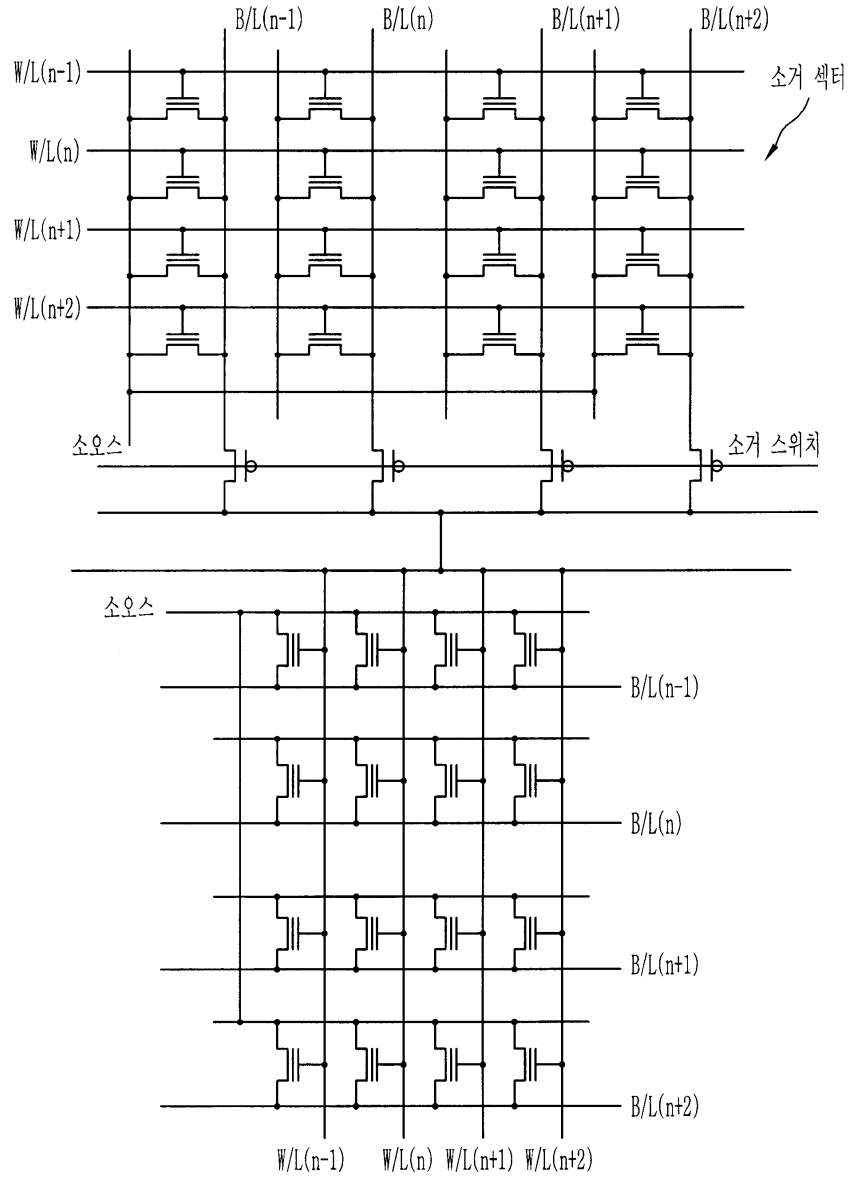 B/L(n-1) B/L(n) B/L(n+1) B/L(n+2)
W/L(n-1)
소거 섹터
W/L(n)
W/L(n+1)
W/L(n+2)
소오스
소거 스위치
소오스
B/L(n-1)
B/L(n)
B/L(n+1)
B/L(n+2)
W/L(n-1) W/L(n) W/L(n+1) W/L(n+2)